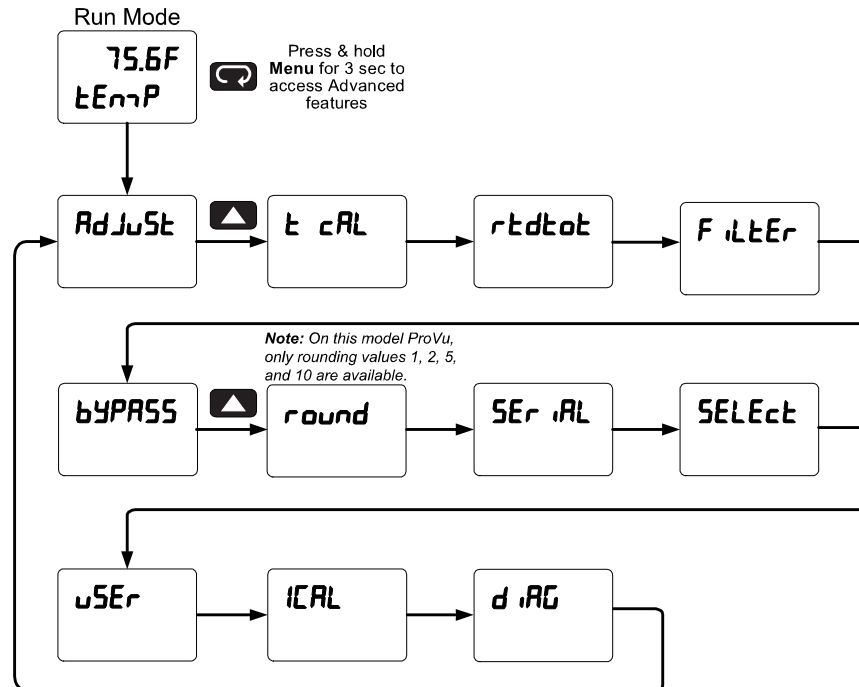 Run Mode
75.6F
tEmP
Press & hold
Menu for 3 sec to
access Advanced
features
AdJuSt
t cAL
rtdtot
FiLtEr
Note: On this model ProVu,
only rounding values 1, 2, 5,
and 10 are available.
bYPASS
round
SEriAL
SELEct
uSEr
ICAL
diAG